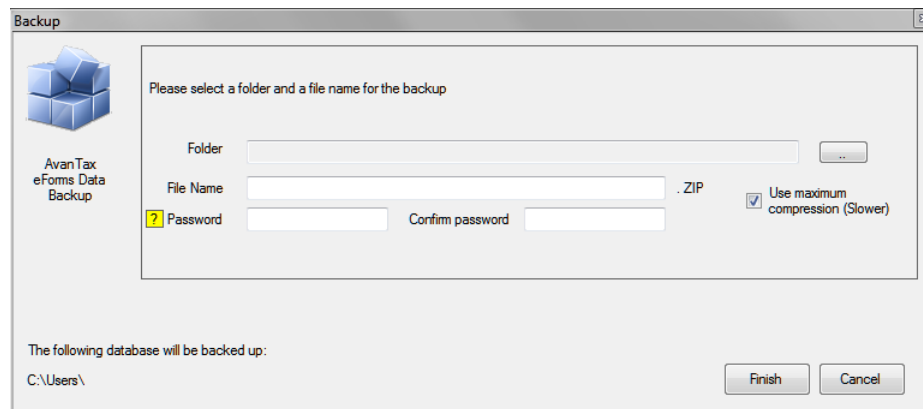 Backup
AvanTax
eForms Data
Backup
Please select a folder and a file name for the backup
Folder
..
File Name
. ZIP
Use maximum
compression (Slower)
? Password
Confirm password
The following database will be backed up:
C:\Users\
Finish
Cancel